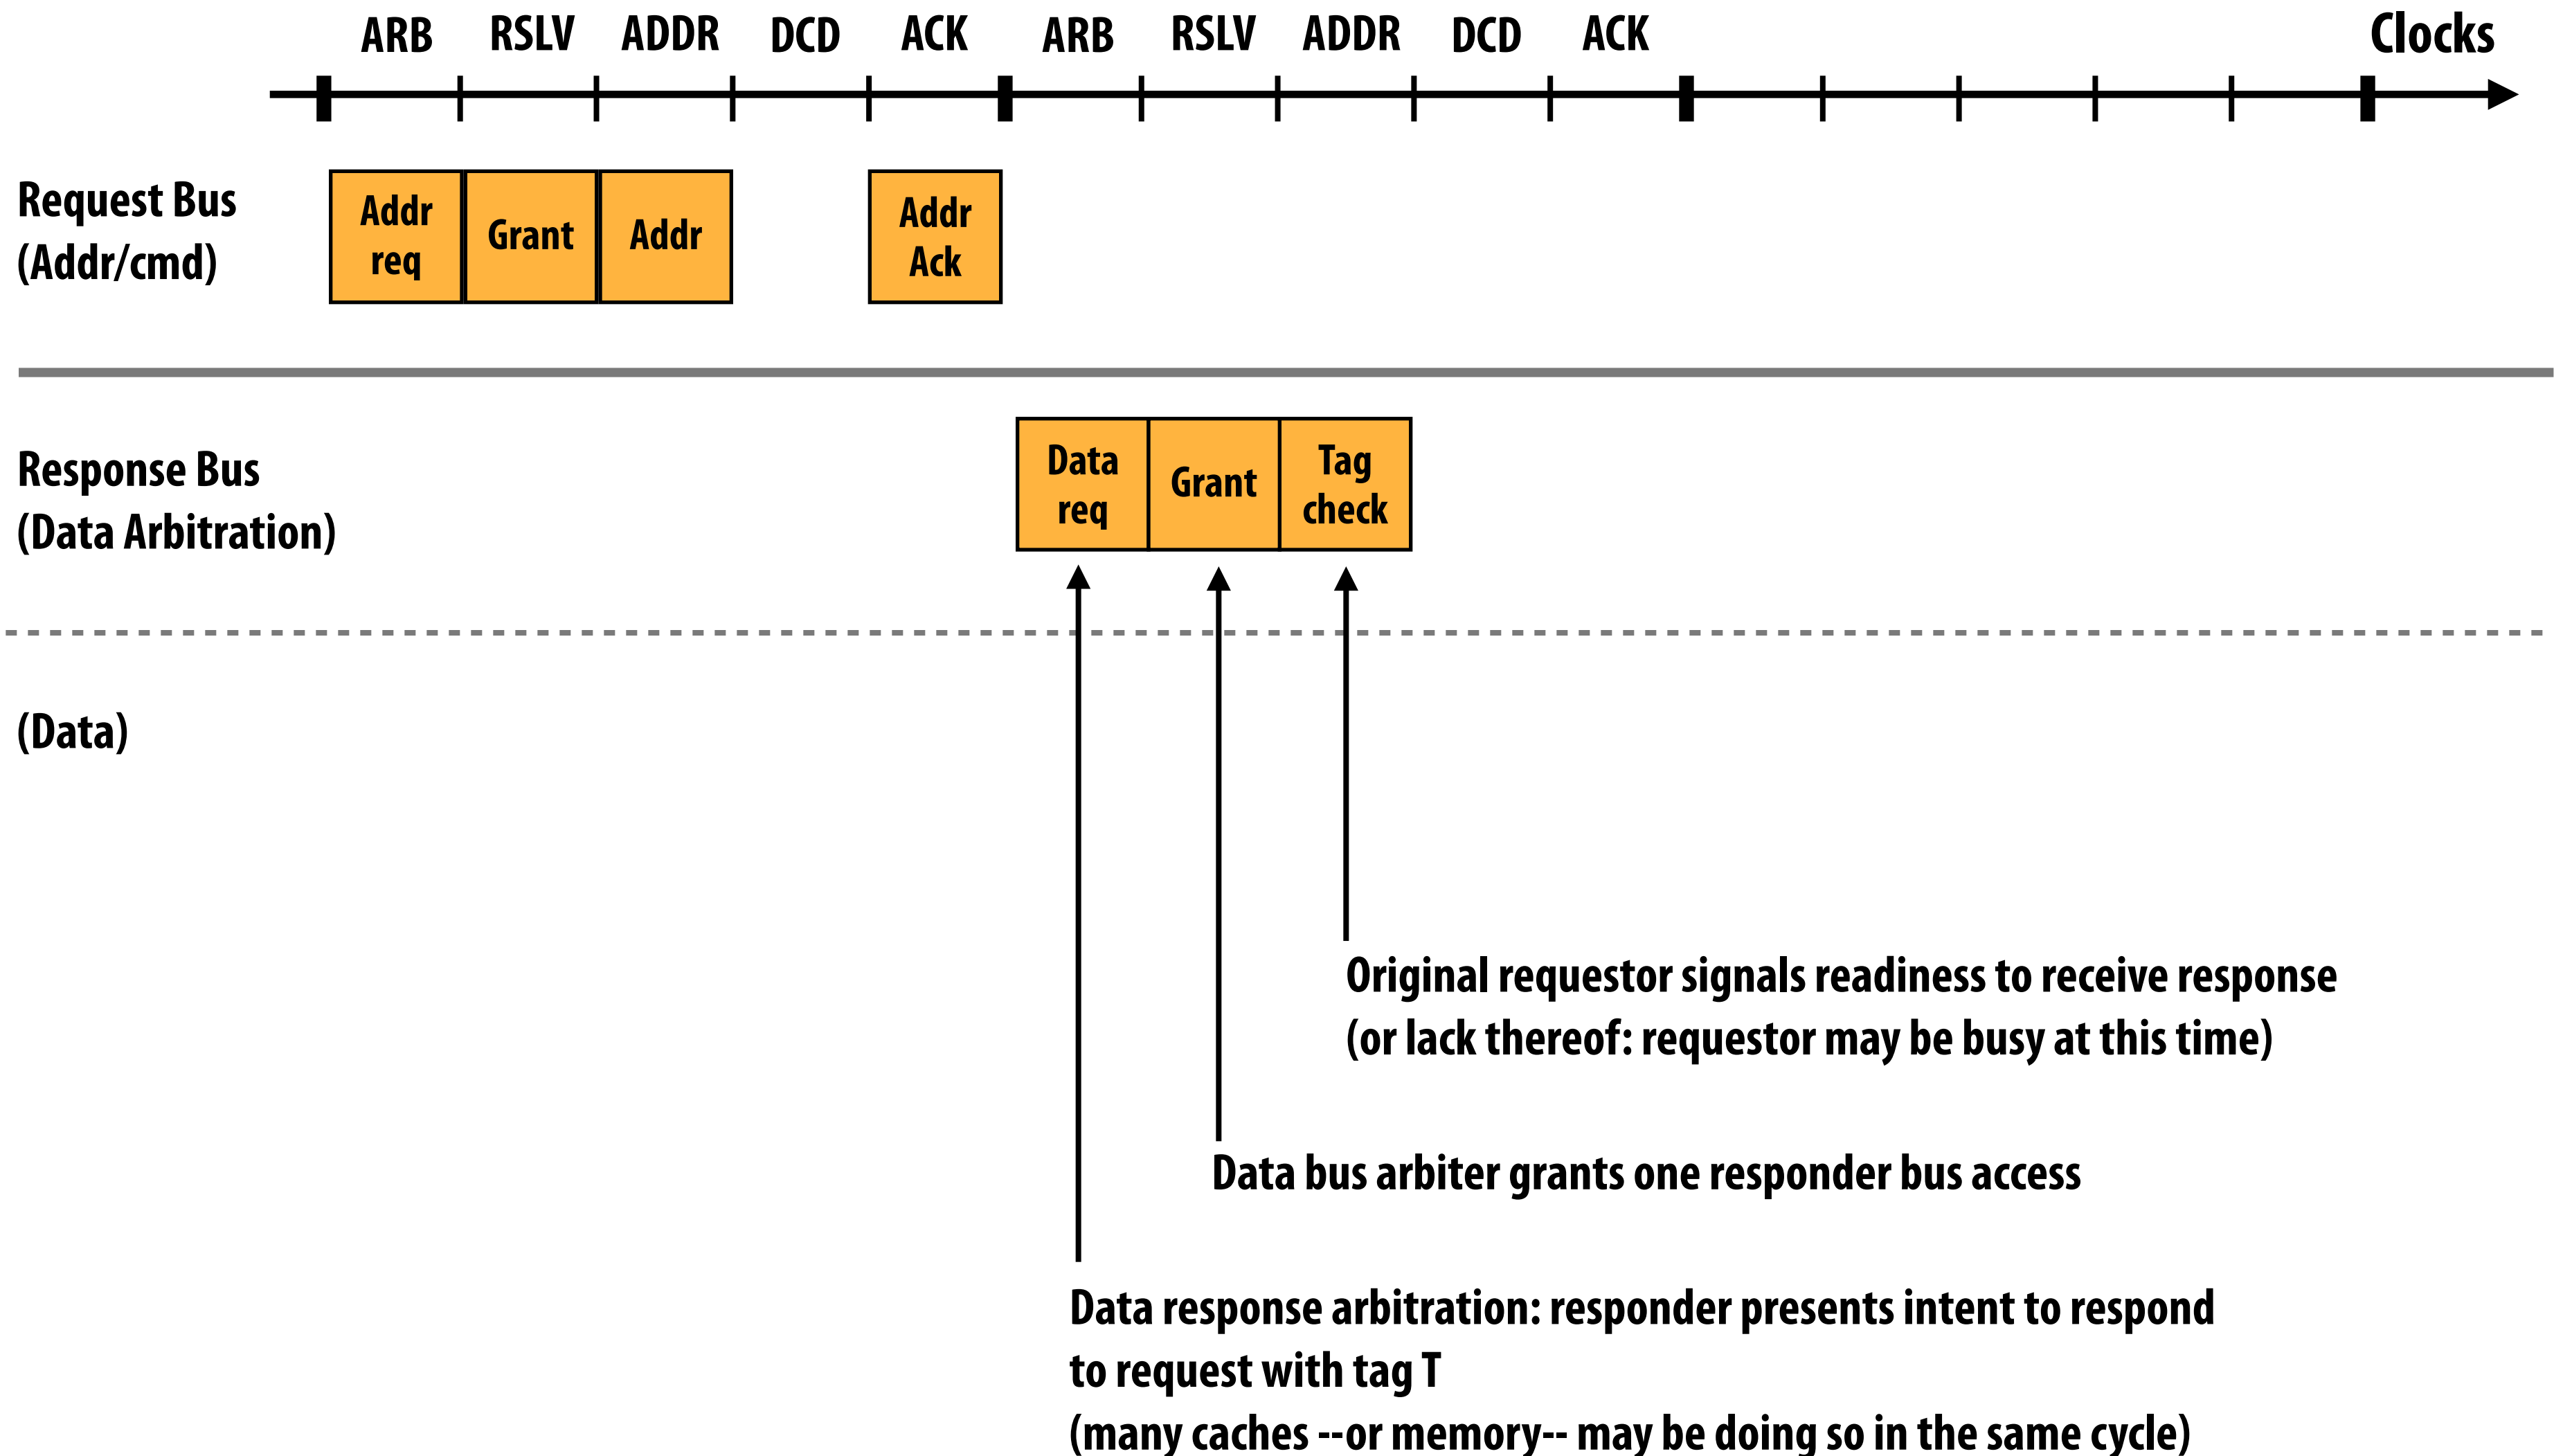 ARB RSLV ADDR DCD ACK ARB RSLV ADDR DCD ACK Clocks
Request Bus
(Addr/cmd)
Addr
req
Grant
Addr
Addr
Ack
Response Bus
(Data Arbitration)
Data
req
Grant
Tag
check
(Data)
Original requestor signals readiness to receive response
(or lack thereof: requestor may be busy at this time)
Data bus arbiter grants one responder bus access
Data response arbitration: responder presents intent to respond
to request with tag T
(many caches --or memory-- may be doing so in the same cycle)